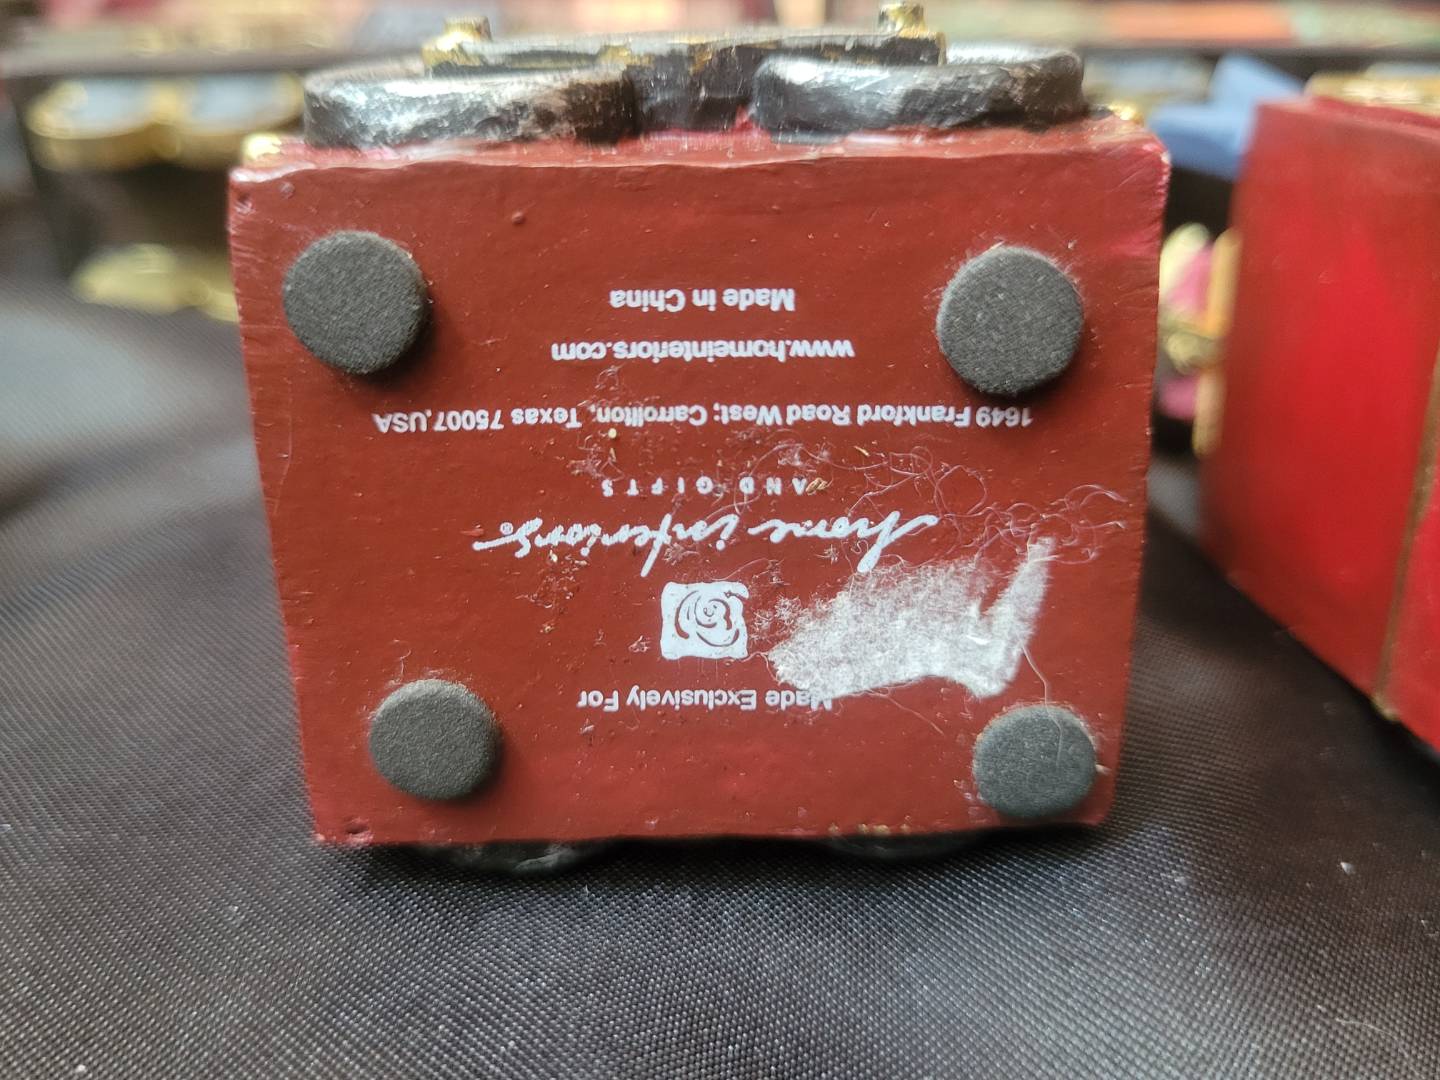 Made Exclusively For
home interiors®
AND GIFTS
1649 Frankford Road West; Carrollton, Texas 75007,USA
www.homeinteriors.com
Made in China